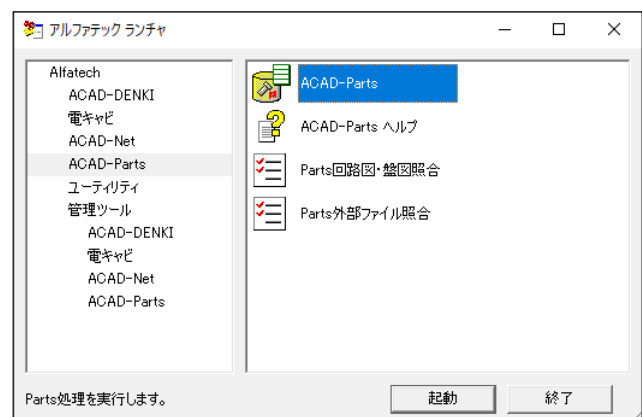 アルファテック ランチャ
Alfatech
ACAD-DENKI
電キャビ
ACAD-Net
ACAD-Parts
ユーティリティ
管理ツール
ACAD-DENKI
電キャビ
ACAD-Net
ACAD-Parts
ACAD-Parts
ACAD-Parts ヘルプ
Parts回路図・盤図照合
Parts外部ファイル照合
Parts処理を実行します。
起動
終了